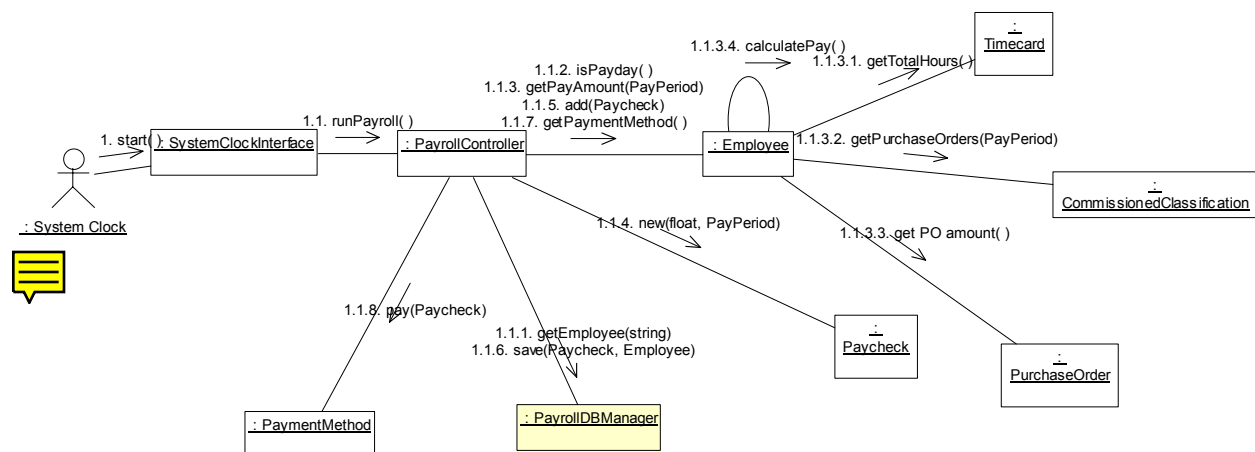 :
Timecard
1.1.3.4. calculatePay( )
1.1.3.1. getTotalHours( )
1.1.2. isPayday( )
1.1.3. getPayAmount(PayPeriod)
1.1.5. add(Paycheck)
1.1.7. getPaymentMethod( )
1.1. runPayroll( )
1. start( )
: SystemClockInterface
: PayrollController
: Employee
1.1.3.2. getPurchaseOrders(PayPeriod)
:
CommissionedClassification
: System Clock
1.1.4. new(float, PayPeriod)
1.1.3.3. get PO amount( )
1.1.8. pay(Paycheck)
1.1.1. getEmployee(string)
1.1.6. save(Paycheck, Employee)
:
Paycheck
:
PurchaseOrder
: PaymentMethod
: PayrollDBManager